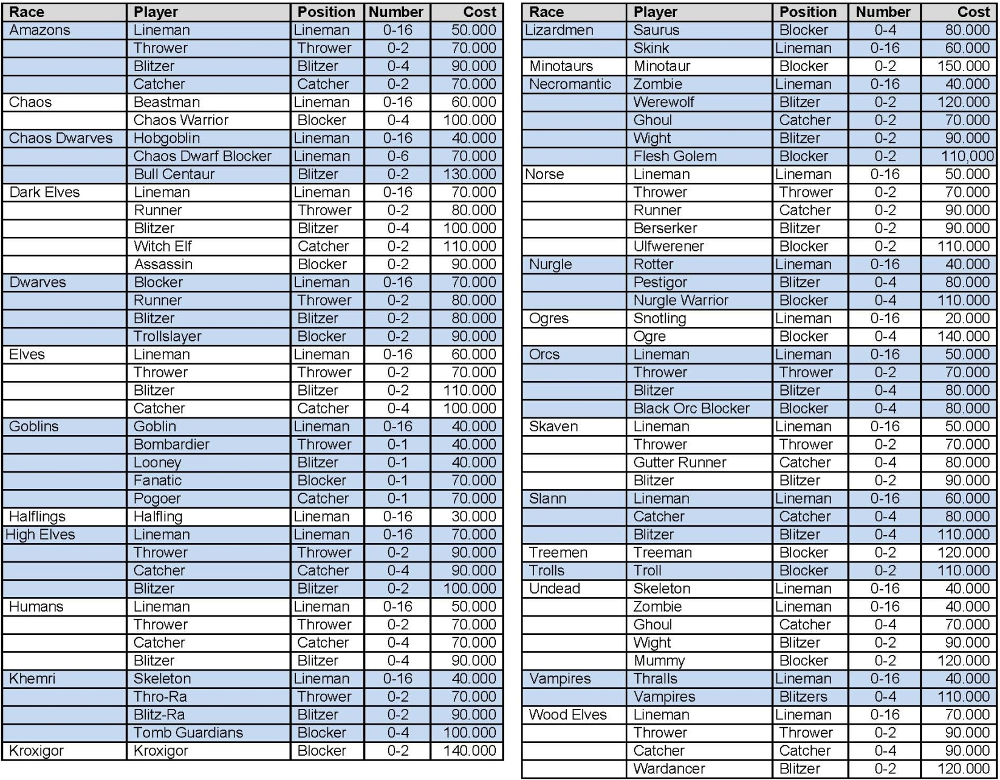 Race Player Position Number Cost
Amazons Lineman Lineman 0-16 50.000
Thrower Thrower 0-2 70.000
Blitzer Blitzer 0-4 90.000
Catcher Catcher 0-2 70.000
Chaos Beastman Lineman 0-16 60.000
Chaos Warrior Blocker 0-4 100.000
Chaos Dwarves Hobgoblin Lineman 0-16 40.000
Chaos Dwarf Blocker Lineman 0-6 70.000
Bull Centaur Blitzer 0-2 130.000
Dark Elves Lineman Lineman 0-16 70.000
Runner Thrower 0-2 80.000
Blitzer Blitzer 0-4 100.000
Witch Elf Catcher 0-2 110.000
Assassin Blocker 0-2 90.000
Dwarves Blocker Lineman 0-16 70.000
Runner Thrower 0-2 80.000
Blitzer Blitzer 0-2 80.000
Trollslayer Blocker 0-2 90.000
Elves Lineman Lineman 0-16 60.000
Thrower Thrower 0-2 70.000
Blitzer Blitzer 0-2 110.000
Catcher Catcher 0-4 100.000
Goblins Goblin Lineman 0-16 40.000
Bombardier Thrower 0-1 40.000
Looney Blitzer 0-1 40.000
Fanatic Blocker 0-1 70.000
Pogoer Catcher 0-1 70.000
Halflings Halfling Lineman 0-16 30.000
High Elves Lineman Lineman 0-16 70.000
Thrower Thrower 0-2 90.000
Catcher Catcher 0-4 90.000
Blitzer Blitzer 0-2 100.000
Humans Lineman Lineman 0-16 50.000
Thrower Thrower 0-2 70.000
Catcher Catcher 0-4 70.000
Blitzer Blitzer 0-4 90.000
Khemri Skeleton Lineman 0-16 40.000
Thro-Ra Thrower 0-2 70.000
Blitz-Ra Blitzer 0-2 90.000
Tomb Guardians Blocker 0-4 100.000
Kroxigor Kroxigor Blocker 0-2 140.000
Race Player Position Number Cost
Lizardmen Saurus Blocker 0-4 80.000
Skink Lineman 0-16 60.000
Minotaurs Minotaur Blocker 0-2 150.000
Necromantic Zombie Lineman 0-16 40.000
Werewolf Blitzer 0-2 120.000
Ghoul Catcher 0-2 70.000
Wight Blitzer 0-2 90.000
Flesh Golem Blocker 0-2 110,000
Norse Lineman Lineman 0-16 50.000
Thrower Thrower 0-2 70.000
Runner Catcher 0-2 90.000
Berserker Blitzer 0-2 90.000
Ulfwerener Blocker 0-2 110.000
Nurgle Rotter Lineman 0-16 40.000
Pestigor Blitzer 0-4 80.000
Nurgle Warrior Blocker 0-4 110.000
Ogres Snotling Lineman 0-16 20.000
Ogre Blocker 0-4 140.000
Orcs Lineman Lineman 0-16 50.000
Thrower Thrower 0-2 70.000
Blitzer Blitzer 0-4 80.000
Black Orc Blocker Blocker 0-4 80.000
Skaven Lineman Lineman 0-16 50.000
Thrower Thrower 0-2 70.000
Gutter Runner Catcher 0-4 80.000
Blitzer Blitzer 0-2 90.000
Slann Lineman Lineman 0-16 60.000
Catcher Catcher 0-4 80.000
Blitzer Blitzer 0-4 110.000
Treemen Treeman Blocker 0-2 120.000
Trolls Troll Blocker 0-2 110.000
Undead Skeleton Lineman 0-16 40.000
Zombie Lineman 0-16 40.000
Ghoul Catcher 0-4 70.000
Wight Blitzer 0-2 90.000
Mummy Blocker 0-2 120.000
Vampires Thralls Lineman 0-16 40.000
Vampires Blitzers 0-4 110.000
Wood Elves Lineman Lineman 0-16 70.000
Thrower Thrower 0-2 90.000
Catcher Catcher 0-4 90.000
Wardancer Blitzer 0-2 120.000